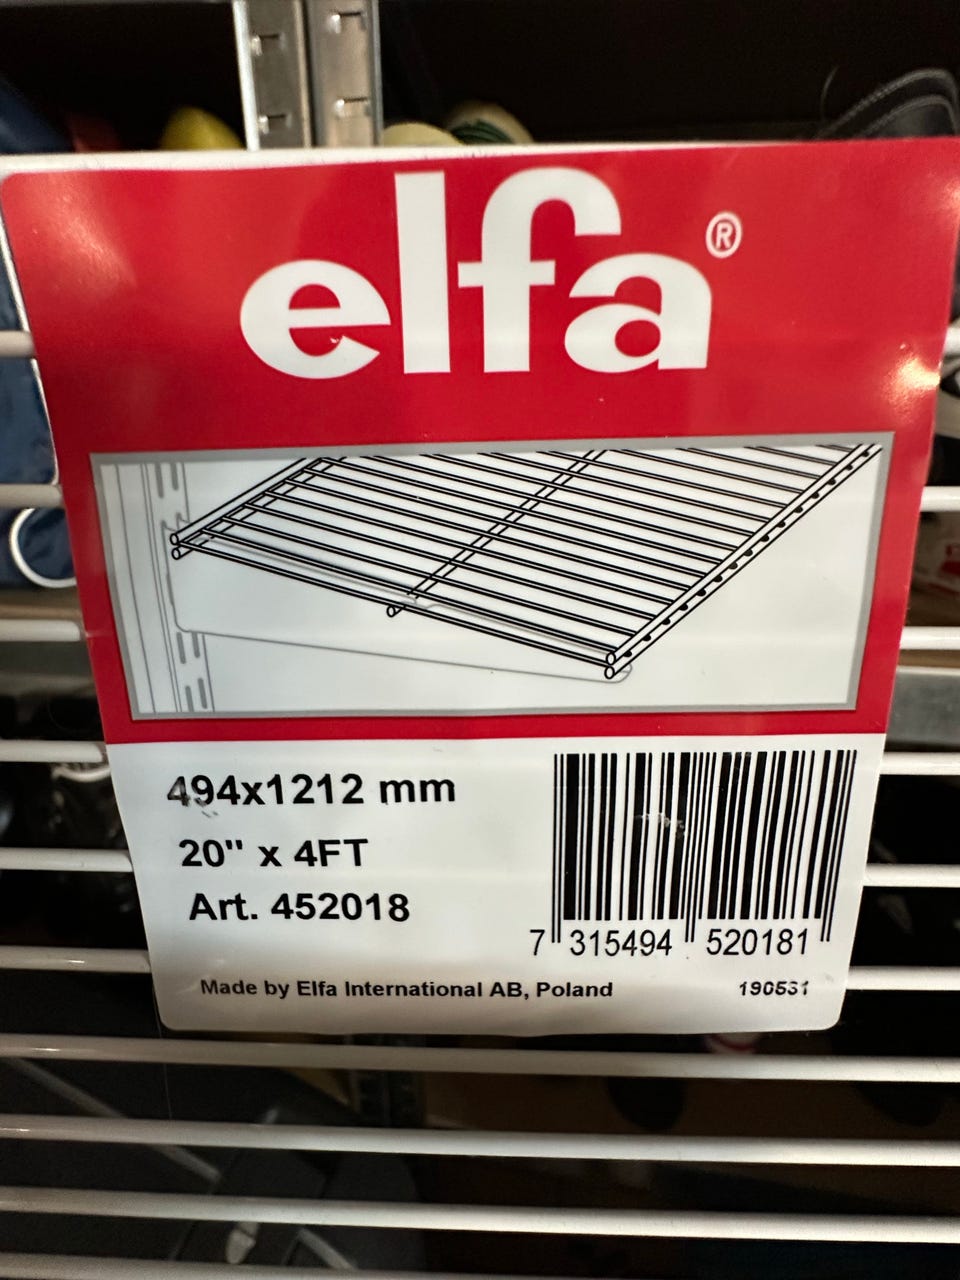 elfa®
494x1212 mm
20" x 4FT
Art. 452018
7 315494 520181
Made by Elfa International AB, Poland